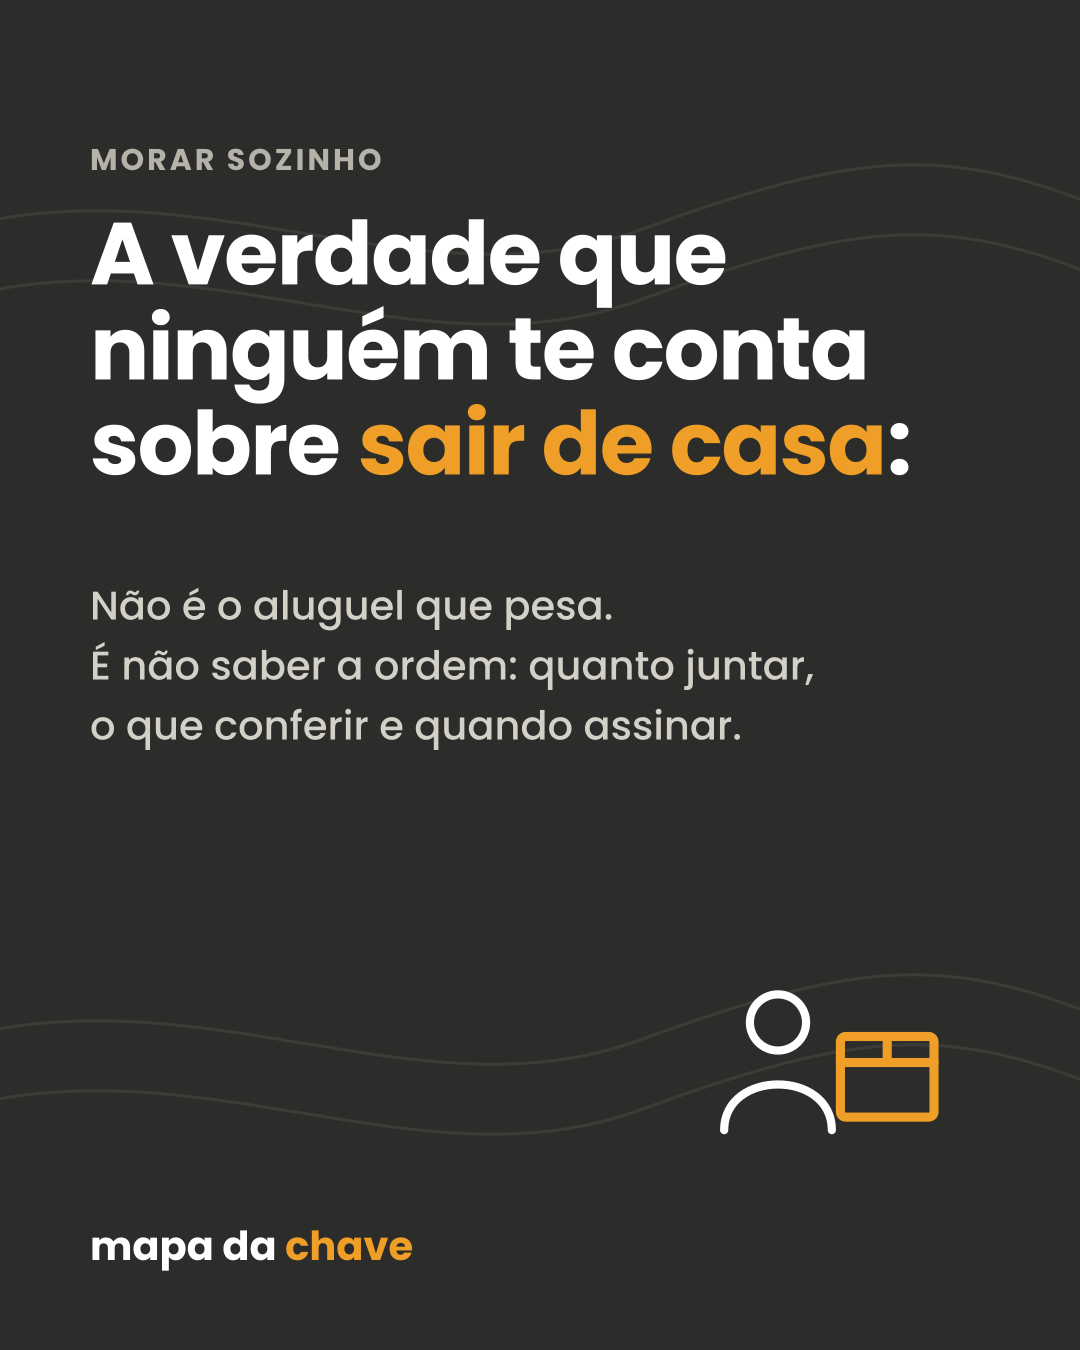 MORAR SOZINHO
A verdade que
ninguém te conta
sobre sair de casa:
Não é o aluguel que pesa.
É não saber a ordem: quanto juntar,
o que conferir e quando assinar.
mapa da chave